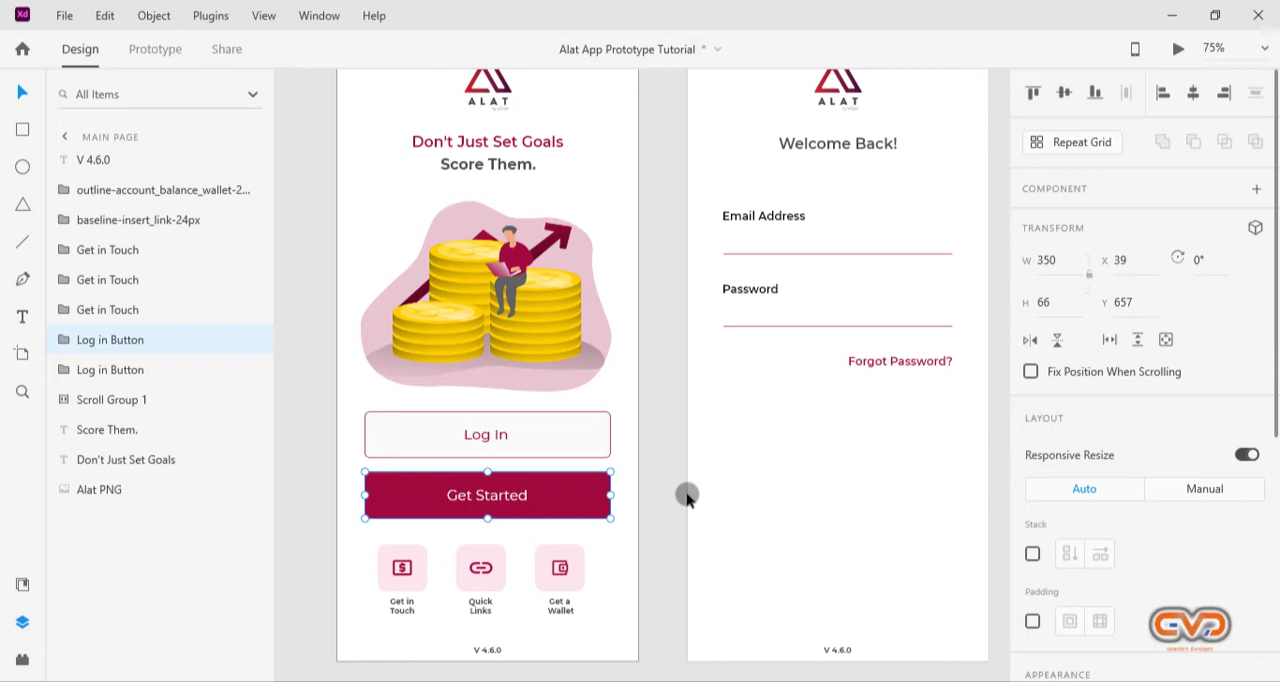 Xd File Edit Object Plugins View Window Help
Design Prototype Share Alat App Prototype Tutorial * 75%
All Items
MAIN PAGE
V 4.6.0
outline-account_balance_wallet-2...
baseline-insert_link-24px
Get in Touch
Get in Touch
Get in Touch
Log in Button
Log in Button
Scroll Group 1
Score Them.
Don't Just Set Goals
Alat PNG
ALAT
Don't Just Set Goals
Score Them.
Log In
Get Started
$
Get in
Touch
Quick
Links
Get a
Wallet
V 4.6.0
ALAT
Welcome Back!
Email Address
Password
Forgot Password?
V 4.6.0
Repeat Grid
COMPONENT
TRANSFORM
W 350 X 39 0°
H 66 Y 657
Fix Position When Scrolling
LAYOUT
Responsive Resize
Auto Manual
Stack
Padding
APPEARANCE